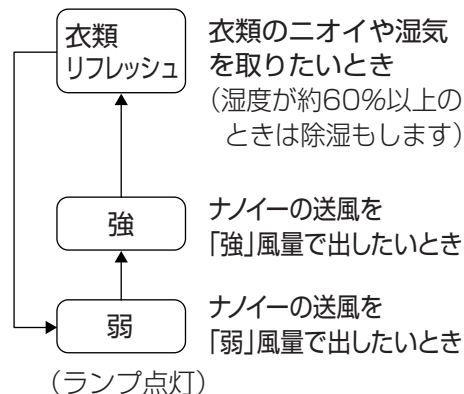 衣類
リフレッシュ
衣類のニオイや湿気
を取りたいとき
（湿度が約60％以上の
ときは除湿もします）
強
ナノイーの送風を
「強」風量で出したいとき
弱
ナノイーの送風を
「弱」風量で出したいとき
（ランプ点灯）